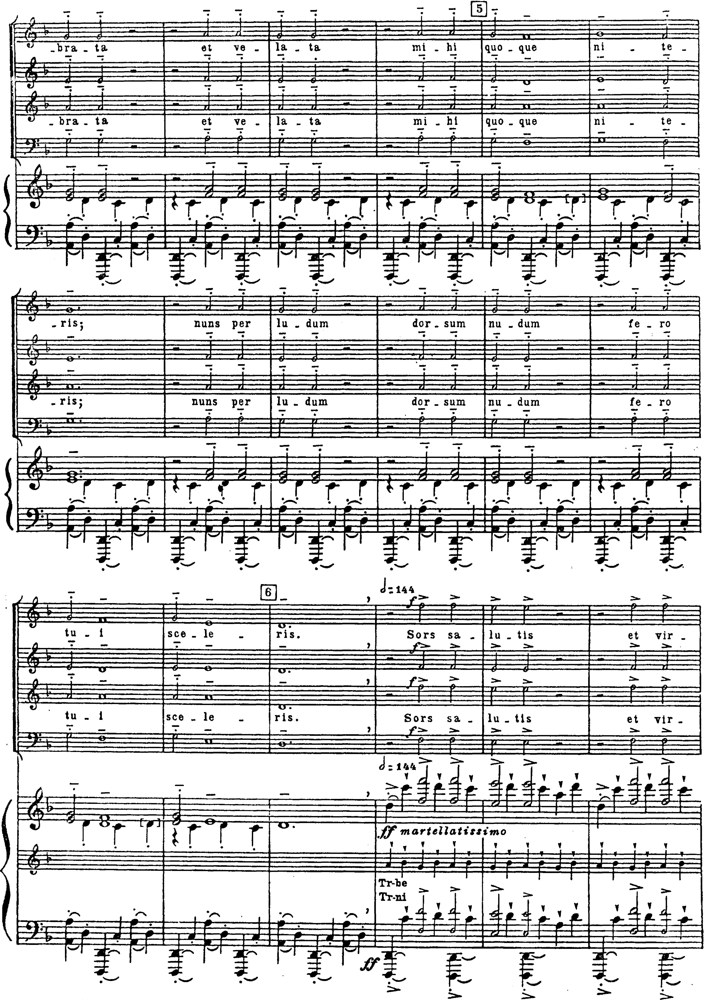 5
-bra-ta et ve-la-ta mi-hi quo-que ni-te-
-bra-ta et ve-la-ta mi-hi quo-que ni-te-
[ ]
-ris; nuns per lu-dum dor-sum nu-dum fe-ro
-ris; nuns per lu-dum dor-sum nu-dum fe-ro
6
= 144
f
tu-i sce-le-ris. Sors sa-lu-tis et vir-
f
f
tu-i sce-le-ris. Sors sa-lu-tis et vir-
f
= 144
[ ]
ff martellatissimo
Tr-be
Tr-ni
ff